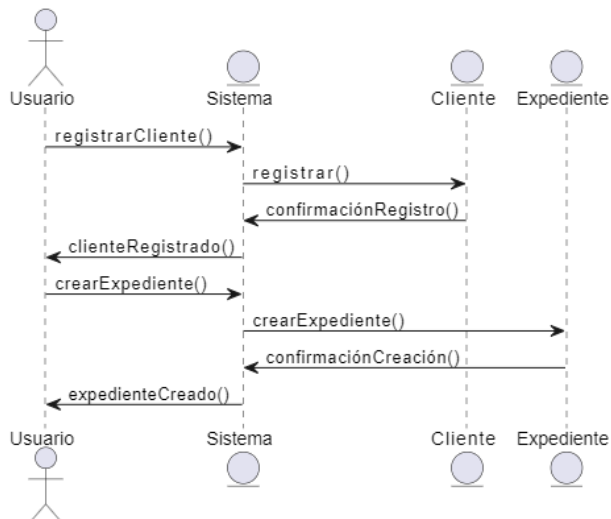 Usuario Sistema Cliente Expediente
registrarCliente()
registrar()
confirmaciónRegistro()
clienteRegistrado()
crearExpediente()
crearExpediente()
confirmaciónCreación()
expedienteCreado()
Usuario Sistema Cliente Expediente